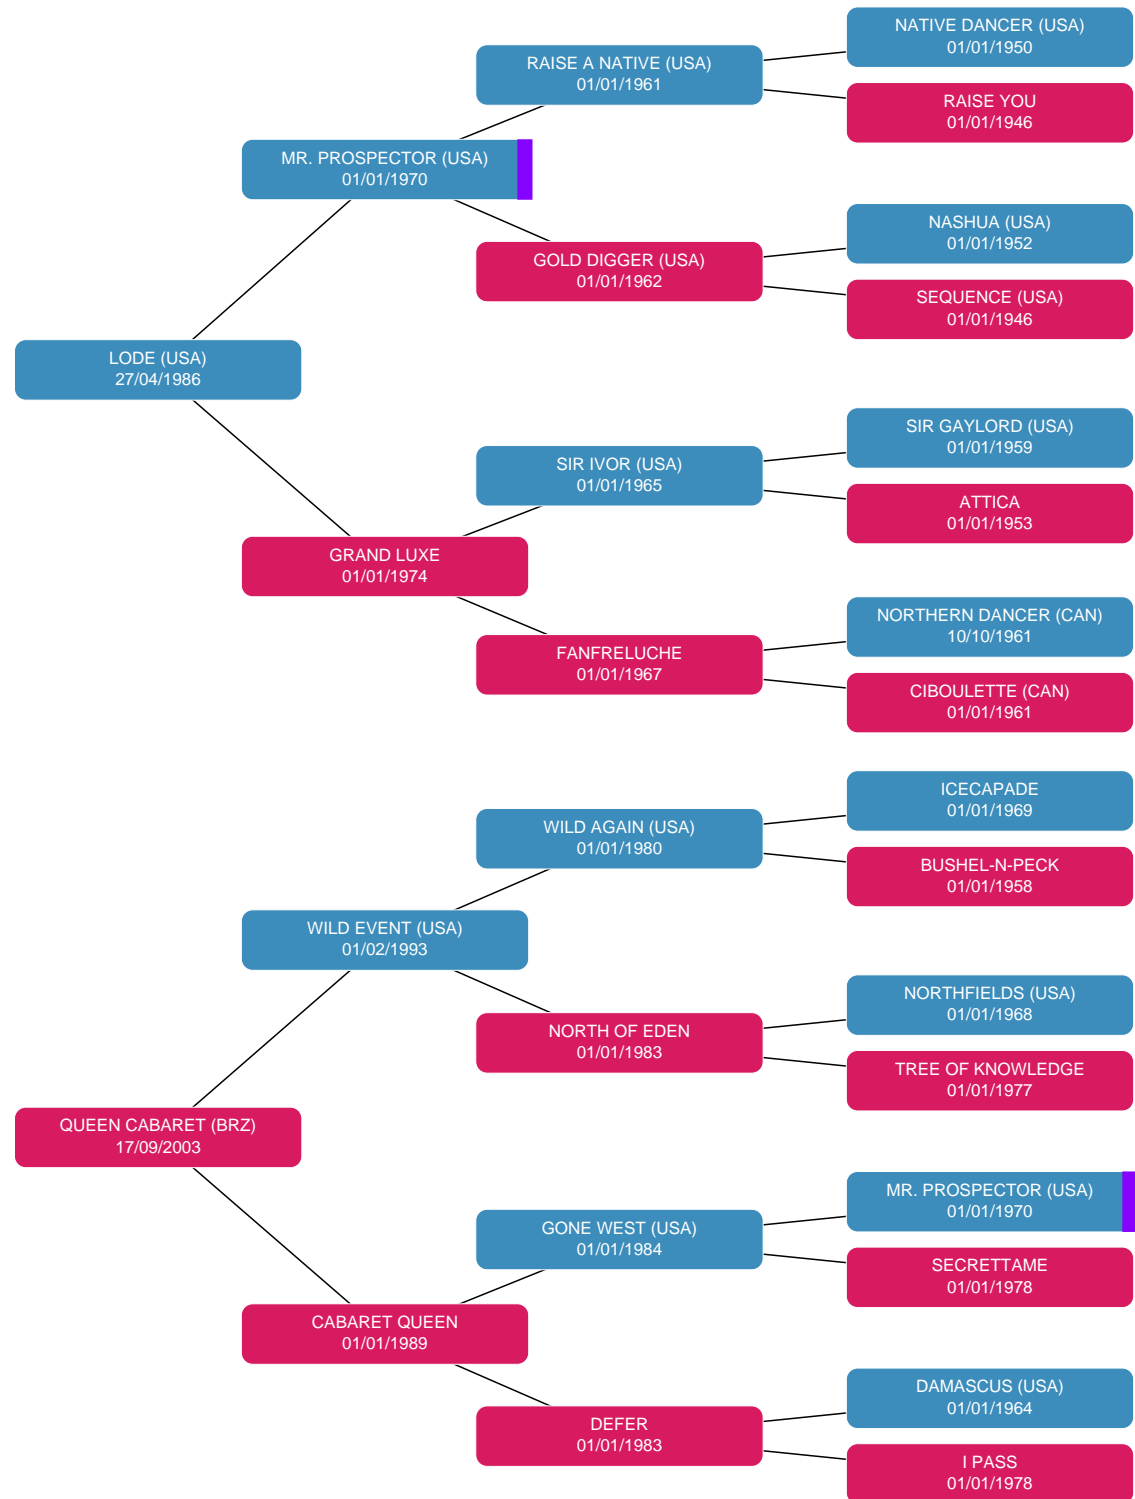 NATIVE DANCER (USA)
01/01/1950
RAISE A NATIVE (USA)
01/01/1961
RAISE YOU
01/01/1946
MR. PROSPECTOR (USA)
01/01/1970
NASHUA (USA)
01/01/1952
GOLD DIGGER (USA)
01/01/1962
SEQUENCE (USA)
01/01/1946
LODE (USA)
27/04/1986
SIR GAYLORD (USA)
01/01/1959
SIR IVOR (USA)
01/01/1965
ATTICA
01/01/1953
GRAND LUXE
01/01/1974
NORTHERN DANCER (CAN)
10/10/1961
FANFRELUCHE
01/01/1967
CIBOULETTE (CAN)
01/01/1961
ICECAPADE
01/01/1969
WILD AGAIN (USA)
01/01/1980
BUSHEL-N-PECK
01/01/1958
WILD EVENT (USA)
01/02/1993
NORTHFIELDS (USA)
01/01/1968
NORTH OF EDEN
01/01/1983
TREE OF KNOWLEDGE
01/01/1977
QUEEN CABARET (BRZ)
17/09/2003
MR. PROSPECTOR (USA)
01/01/1970
GONE WEST (USA)
01/01/1984
SECRETTAME
01/01/1978
CABARET QUEEN
01/01/1989
DAMASCUS (USA)
01/01/1964
DEFER
01/01/1983
I PASS
01/01/1978